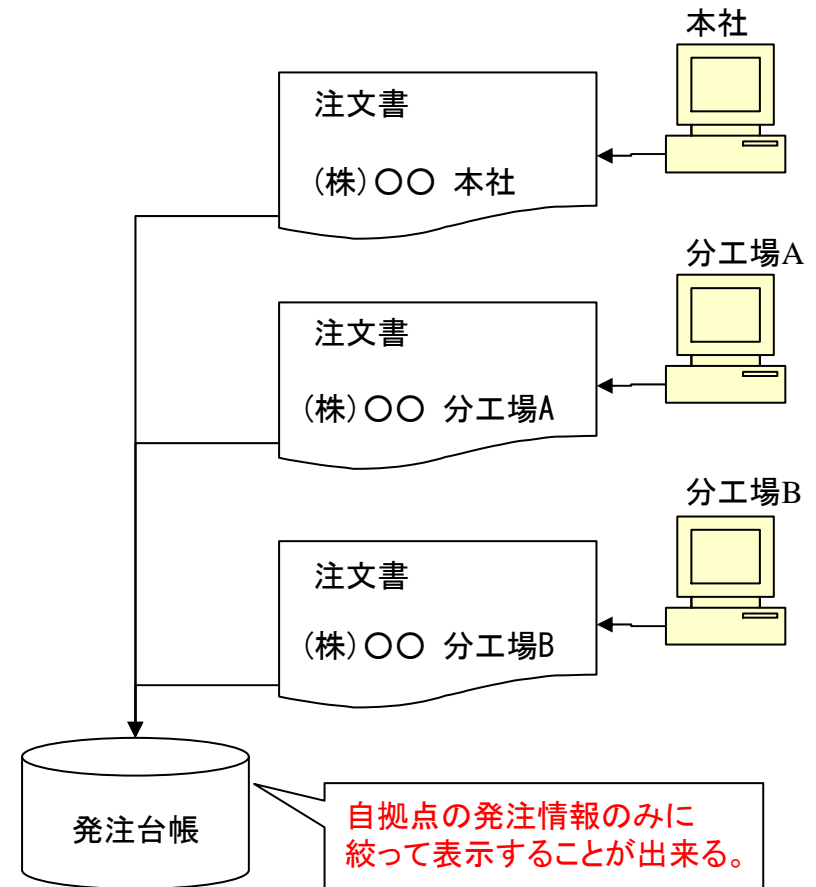 本社
注文書
(株)〇〇 本社
分工場A
注文書
(株)〇〇 分工場A
分工場B
注文書
(株)〇〇 分工場B
発注台帳
自拠点の発注情報のみに
絞って表示することが出来る。